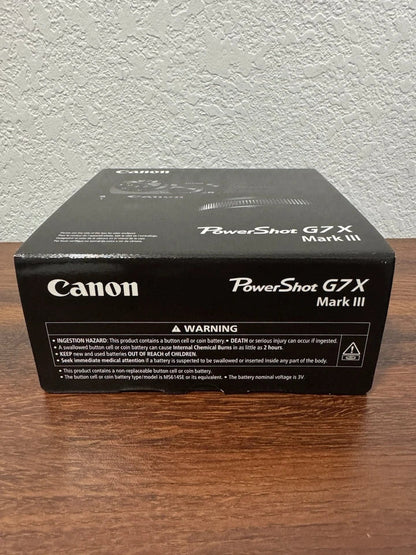 Canon
PowerShot G7 X
Mark III
Canon
PowerShot G7 X
Mark III
⚠ WARNING
• INGESTION HAZARD: This product contains a button cell or coin battery. • DEATH or serious injury can occur if ingested.
• A swallowed button cell or coin battery can cause Internal Chemical Burns in as little as 2 hours.
• KEEP new and used batteries OUT OF REACH of CHILDREN.
• Seek immediate medical attention if a battery is suspected to be swallowed or inserted inside any part of the body.
• This product contains a non-replaceable button cell or coin battery.
• The button cell or coin battery type/model is MS614SE or its equivalent. • The battery nominal voltage is 3V.